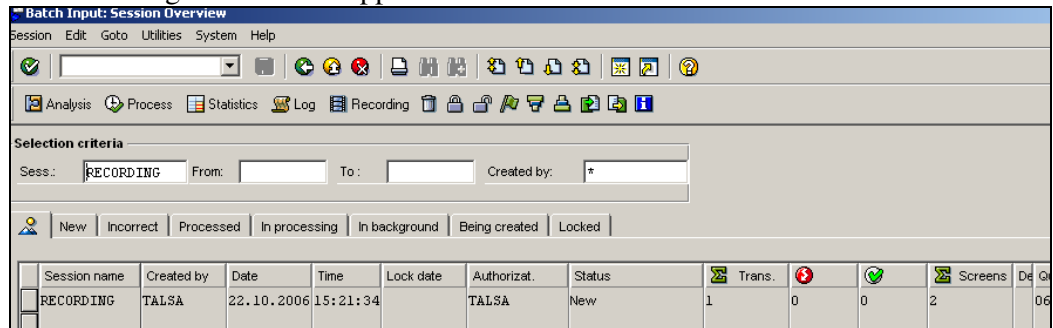 Batch Input: Session Overview
Session Edit Goto Utilities System Help
Analysis Process Statistics Log Recording
Selection criteria
Sess.: RECORDING From: To : Created by: *
New Incorrect Processed In processing In background Being created Locked
Session name Created by Date Time Lock date Authorizat. Status Trans. Screens De
RECORDING TALSA 22.10.2006 15:21:34 TALSA New 1 0 0 2 06